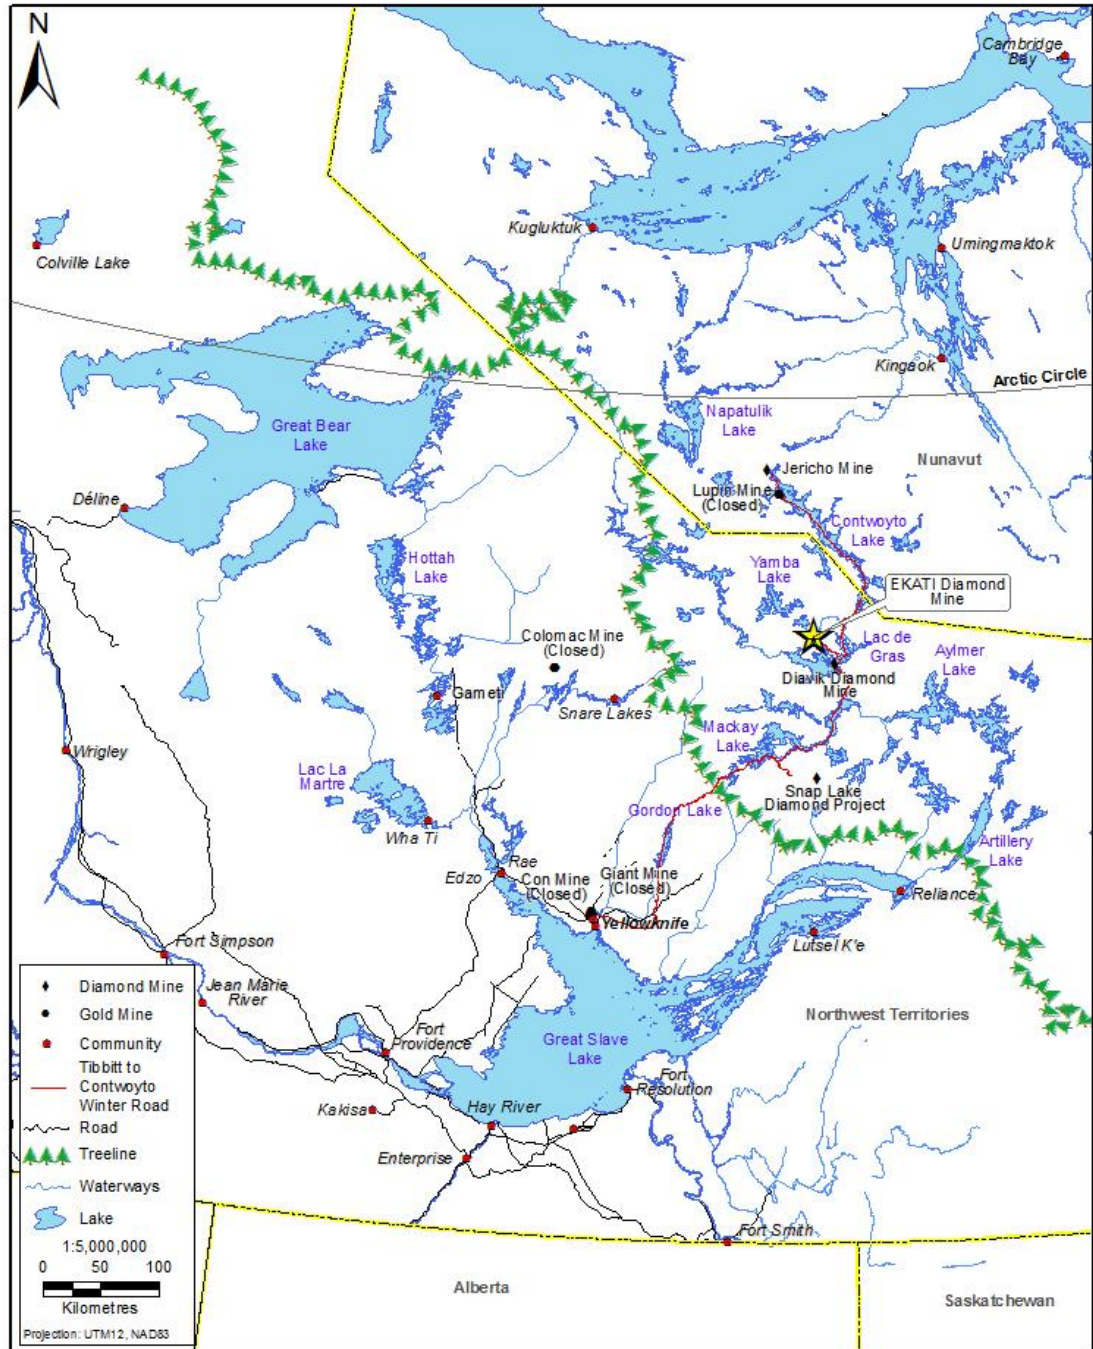 N
Cambridge
Bay
Kugluktuk
Umingmaktok
Colville Lake
Kingaok
Arctic Circle
Napatulik
Lake
Great Bear
Lake
Nunavut
Jericho Mine
Lupin Mine
(Closed)
Déline
Contwoyto
Lake
Hottah
Lake
Yamba
Lake
EKATI Diamond
Mine
Colomac Mine
(Closed)
Lac de
Gras
Aylmer
Lake
Diavik Diamond
Mine
Gameti
Snare Lakes
Mackay
Lake
Wrigley
Lac La
Martre
Snap Lake
Diamond Project
Gordon Lake
Wha Ti
Artillery
Lake
Rae
Edzo
Con Mine
(Closed)
Giant Mine
(Closed)
Reliance
Yellowknife
Lutsel K'e
Fort Simpson
Jean Marie
River
Northwest Territories
Fort
Providence
Great Slave
Lake
Fort
Resolution
Kakisa
Hay River
Enterprise
Fort Smith
Alberta
Saskatchewan
Diamond Mine
Gold Mine
Community
Tibbitt to
Contwoyto
Winter Road
Road
Treeline
Waterways
Lake
1:5,000,000
0 50 100
Kilometres
Projection: UTM12, NAD83